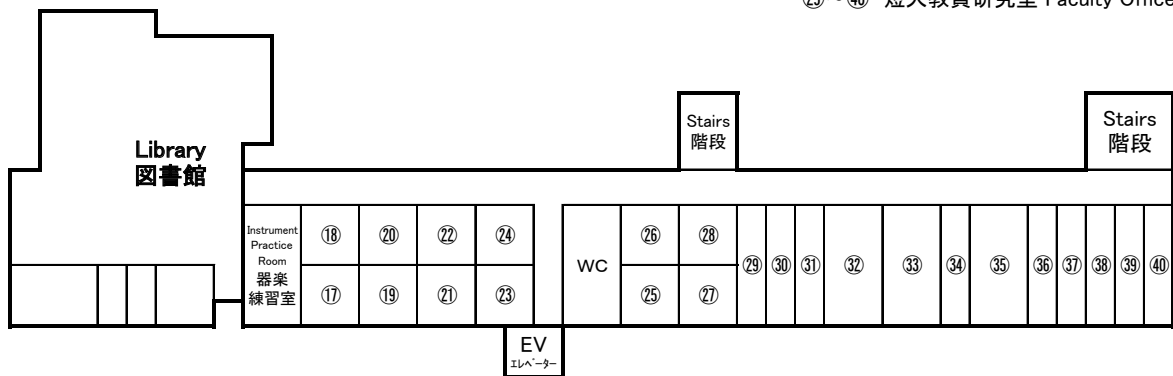 ㉕~㊵ 短大教員研究室 Faculty Office
Stairs
階段
Stairs
階段
Library
図書館
Instrument
Practice
Room
器楽
練習室
⑱ ⑳ ㉒ ㉔
WC
㉖ ㉘
㉙ ㉚ ㉛ ㉜ ㉝ ㉞ ㉟ ㊱ ㊲ ㊳ ㊴ ㊵
⑰ ⑲ ㉑ ㉓
㉕ ㉗
EV
エレベーター